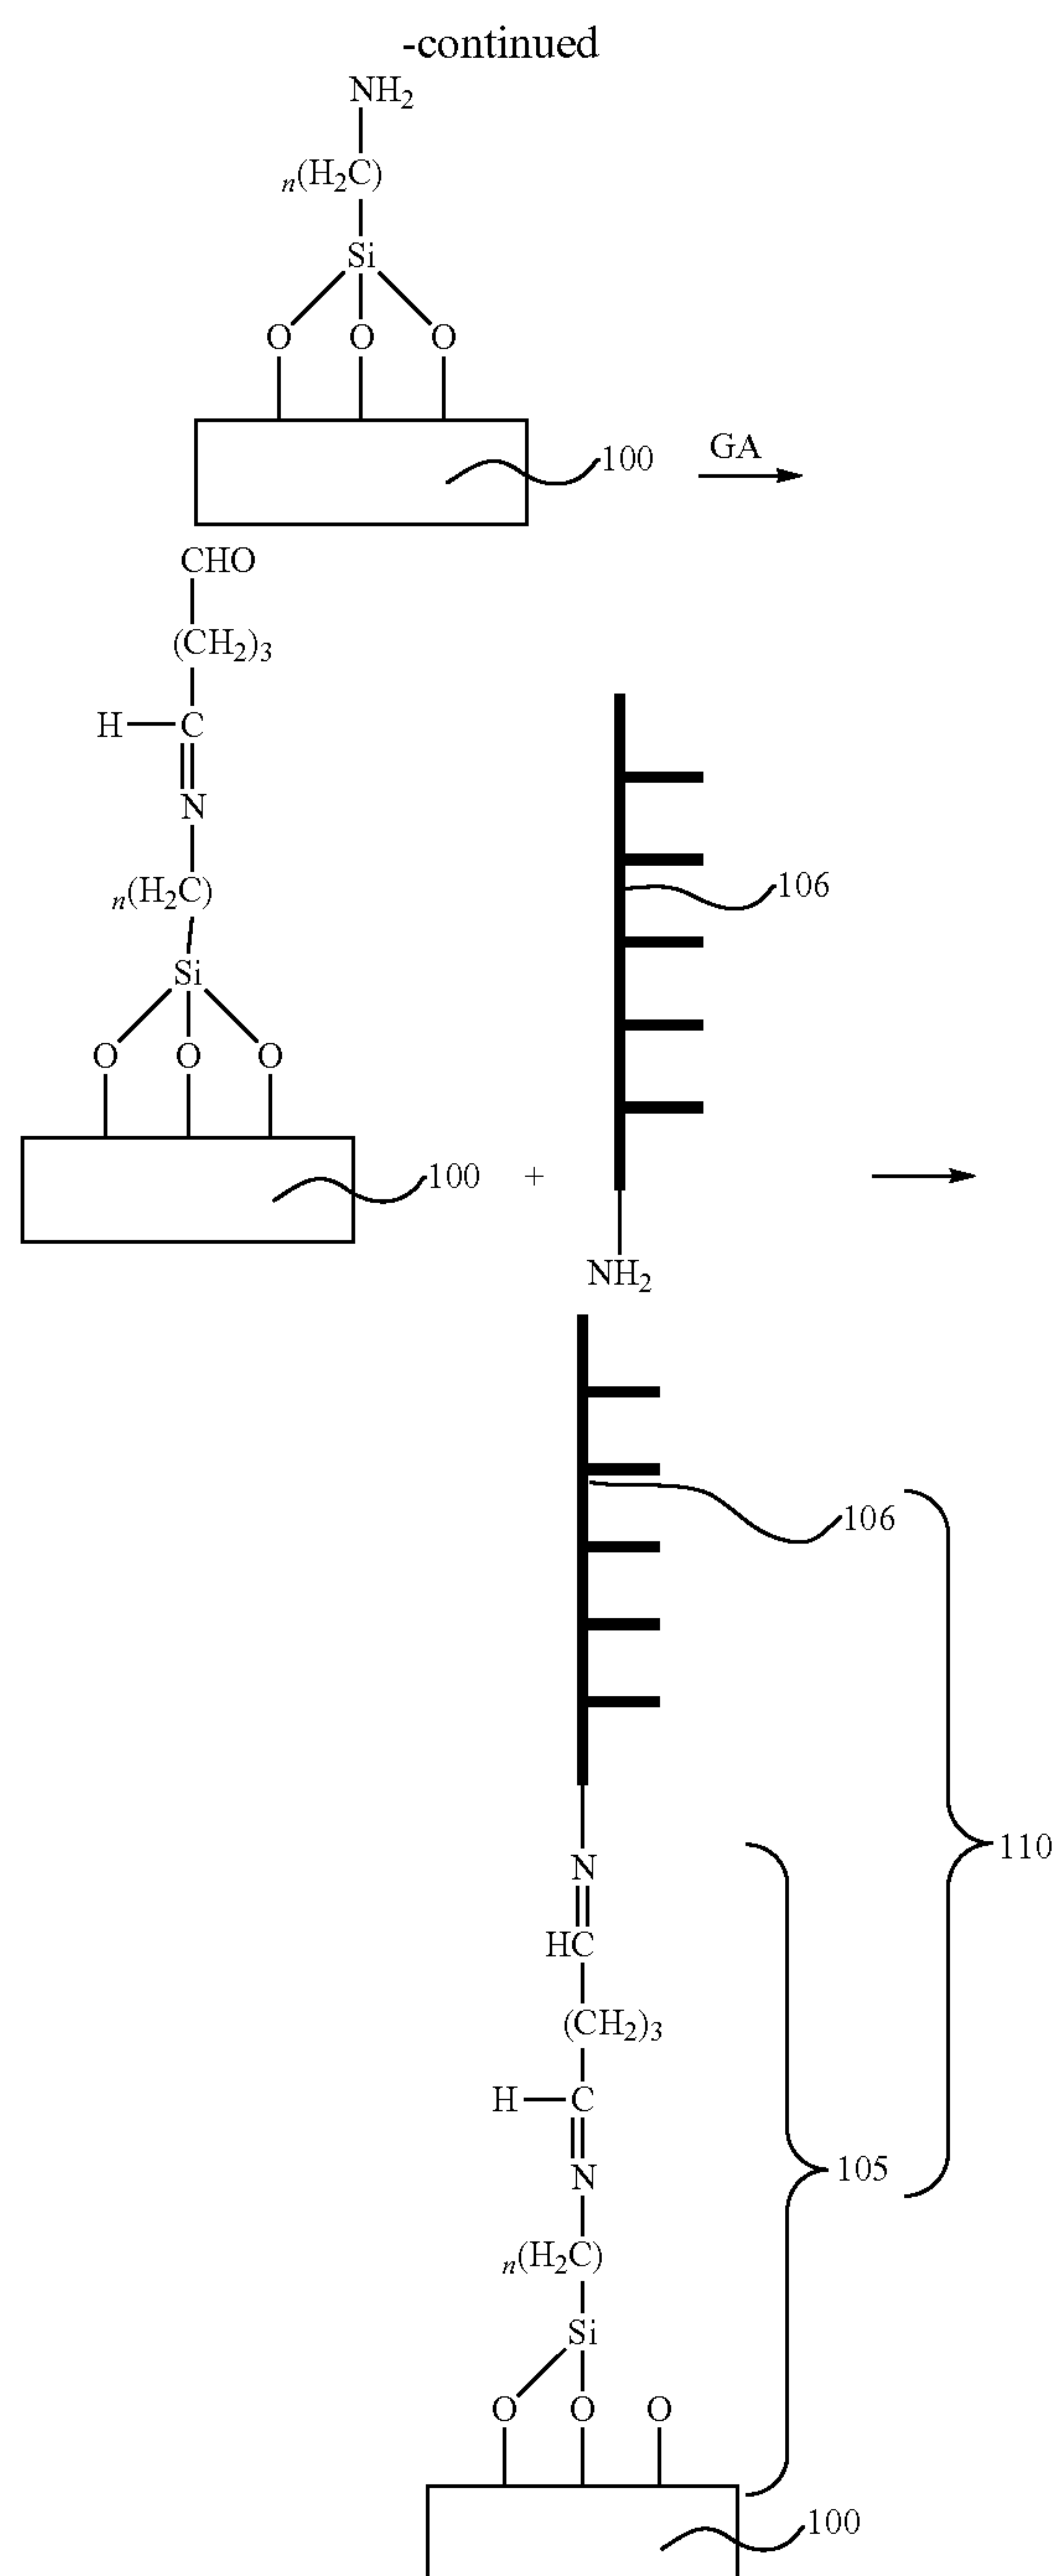 -continued
NH2
n(H2C)
Si
O O O
100
GA
CHO
(CH2)3
H C
N
n(H2C)
Si
O O O
100 +
106
NH2
106
110
N
HC
(CH2)3
H C
N
105
n(H2C)
Si
O O O
100